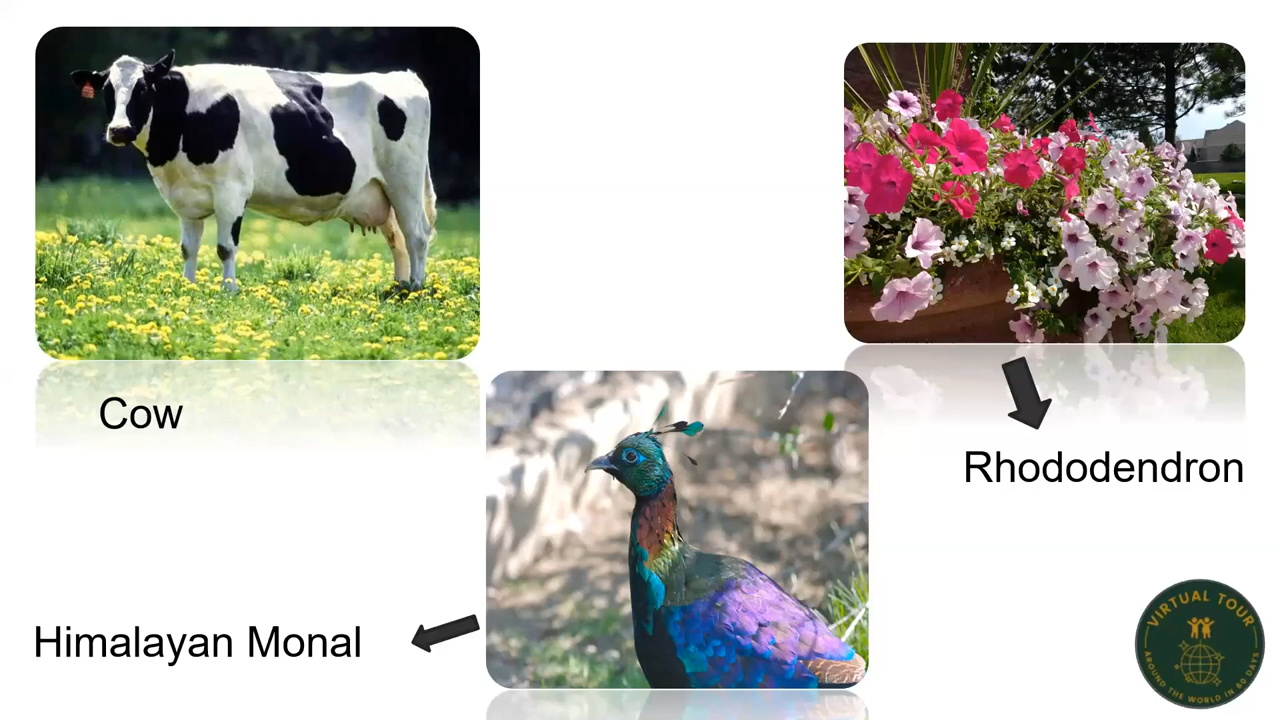 Cow
Rhododendron
Himalayan Monal
VIRTUAL TOUR
AROUND THE WORLD IN 80 DAYS